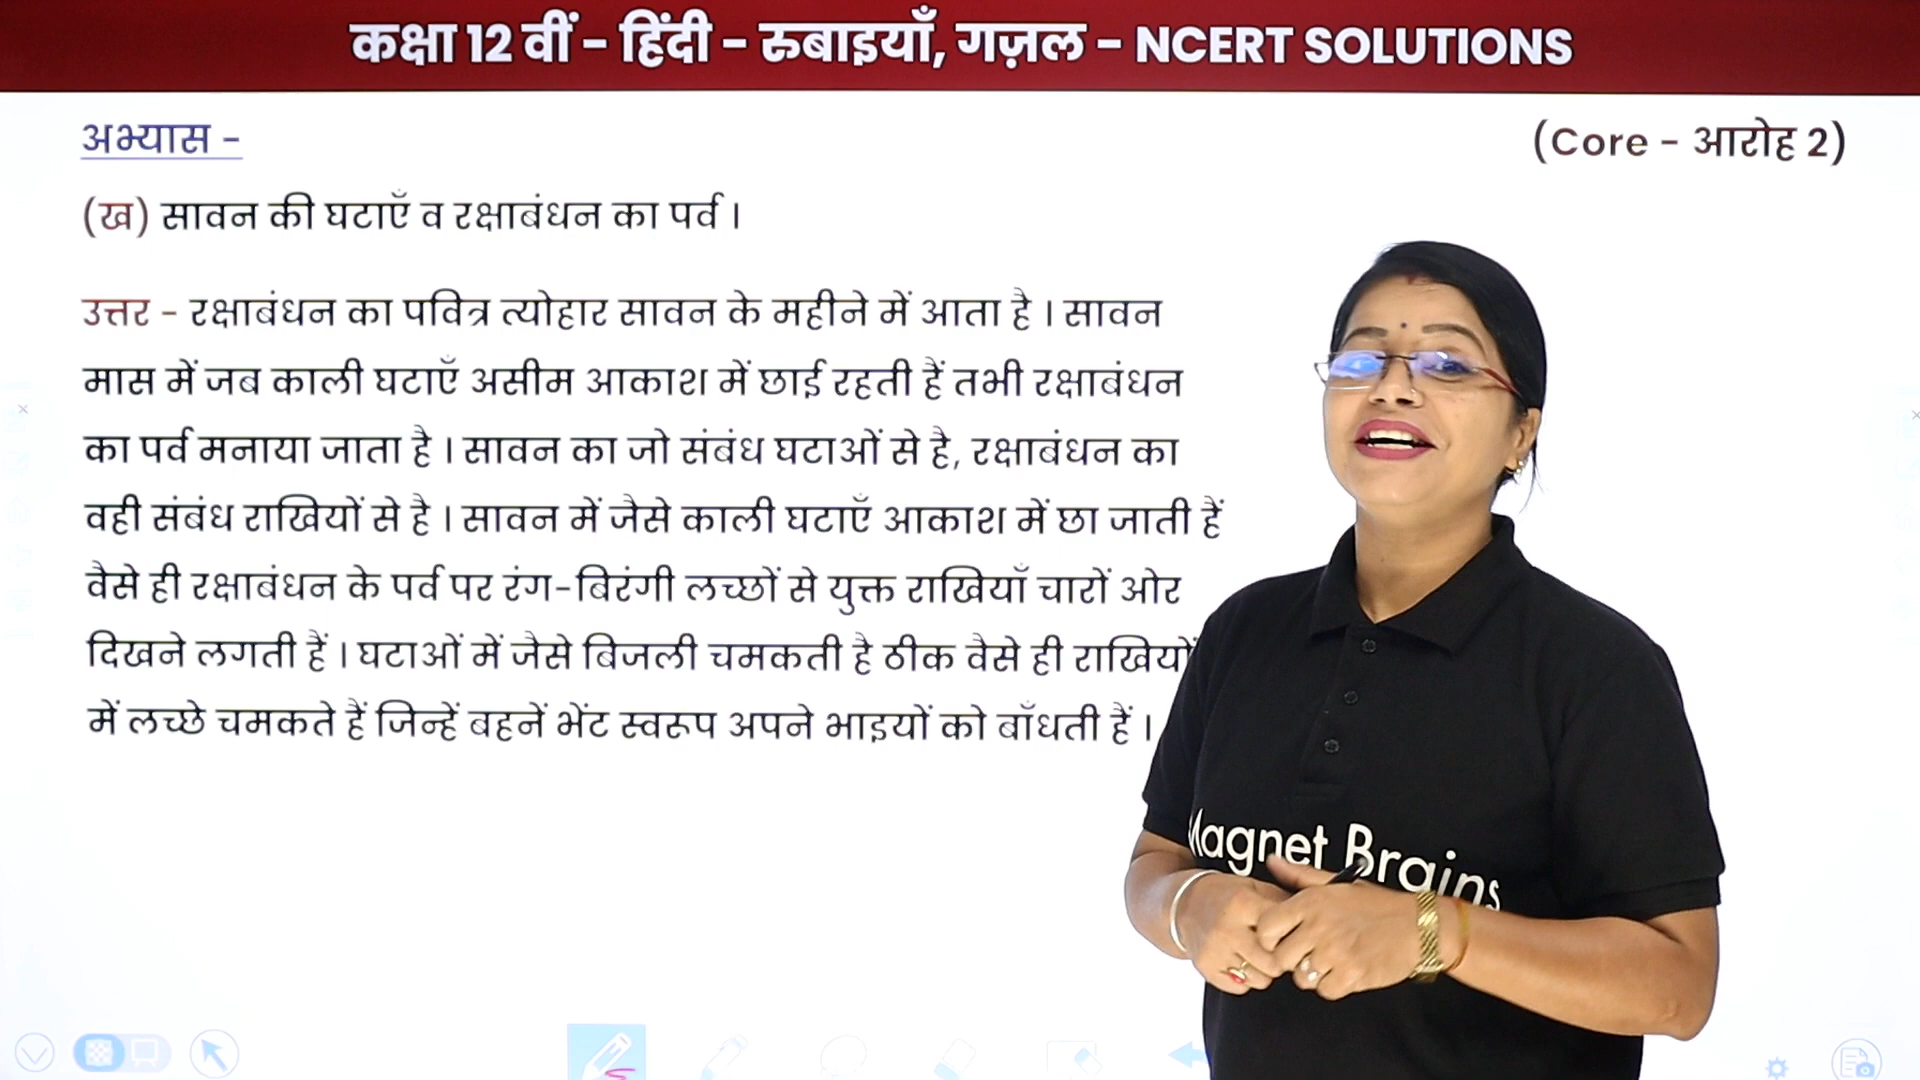 कक्षा 12 वीं - हिंदी - रुबाइयाँ, गज़ल - NCERT SOLUTIONS
अभ्यास -
(Core - आरोह 2)
(ख) सावन की घटाएँ व रक्षाबंधन का पर्व ।
उत्तर - रक्षाबंधन का पवित्र त्योहार सावन के महीने में आता है । सावन
मास में जब काली घटाएँ असीम आकाश में छाई रहती हैं तभी रक्षाबंधन
का पर्व मनाया जाता है । सावन का जो संबंध घटाओं से है, रक्षाबंधन का
वही संबंध राखियों से है । सावन में जैसे काली घटाएँ आकाश में छा जाती हैं
वैसे ही रक्षाबंधन के पर्व पर रंग-बिरंगी लच्छों से युक्त राखियाँ चारों ओर
दिखने लगती हैं । घटाओं में जैसे बिजली चमकती है ठीक वैसे ही राखियों
में लच्छे चमकते हैं जिन्हें बहनें भेंट स्वरूप अपने भाइयों को बाँधती हैं ।
Magnet Brains